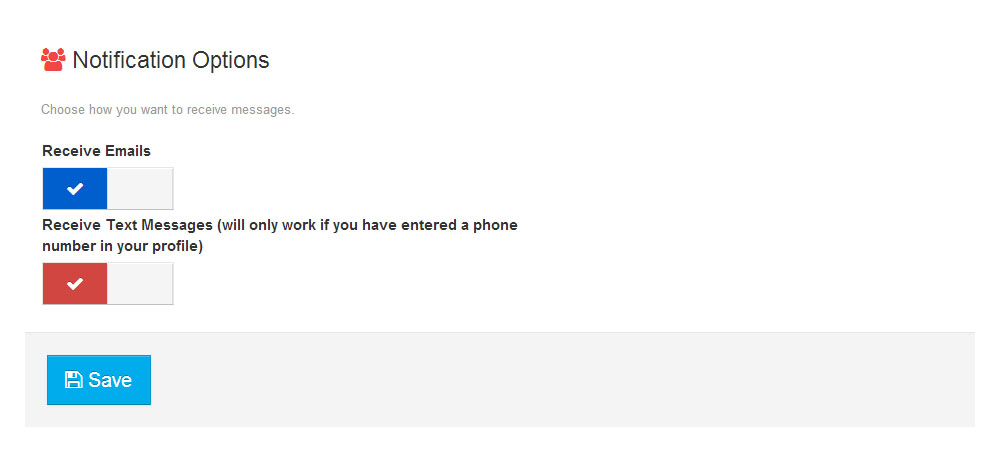 Notification Options
Choose how you want to receive messages.
Receive Emails
Receive Text Messages (will only work if you have entered a phone
number in your profile)
Save